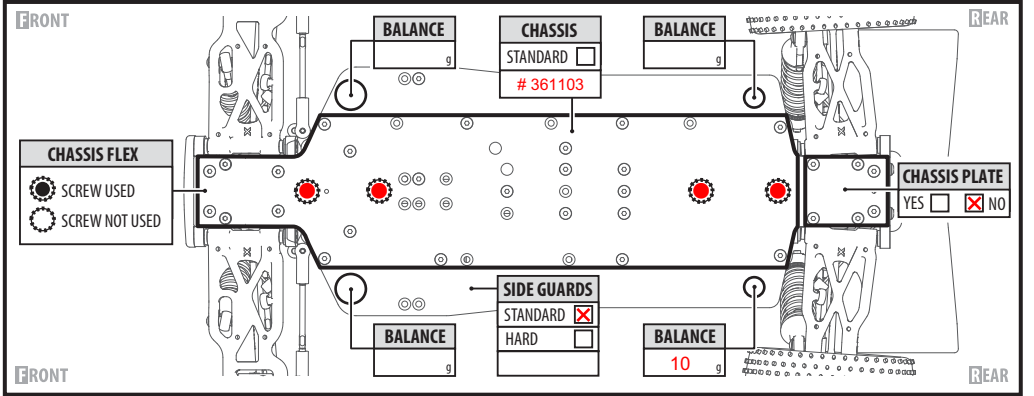 FRONT
REAR
BALANCE
g
CHASSIS
STANDARD
# 361103
BALANCE
g
CHASSIS FLEX
SCREW USED
SCREW NOT USED
CHASSIS PLATE
YES NO
SIDE GUARDS
STANDARD
HARD
BALANCE
g
BALANCE
10 g
FRONT
REAR